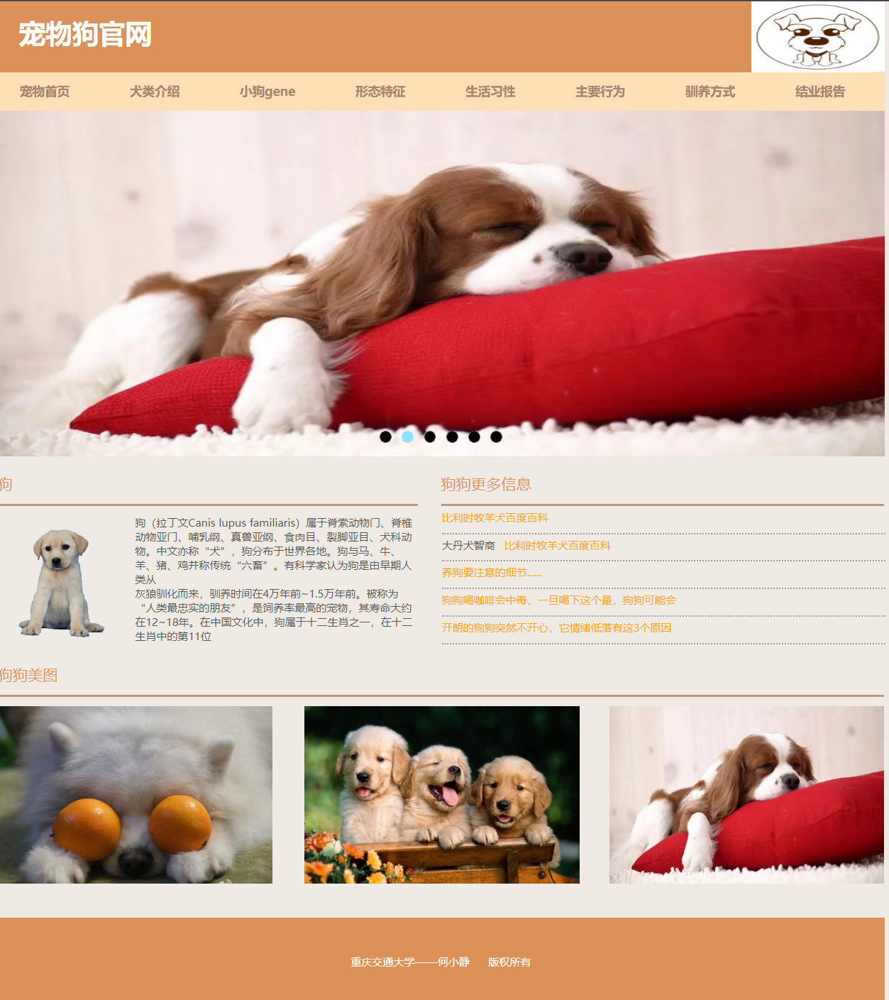 宠物狗官网
宠物首页 犬类介绍 小狗gene 形态特征 生活习性 主要行为 驯养方式 结业报告
狗
狗（拉丁文Canis lupus familiaris）属于脊索动物门、脊椎
动物亚门、哺乳纲、真兽亚纲、食肉目、裂脚亚目、犬科动
物。中文亦称“犬”，狗分布于世界各地。狗与马、牛、
羊、猪、鸡并称传统“六畜”。有科学家认为狗是由早期人
类从
灰狼驯化而来，驯养时间在4万年前~1.5万年前。被称为
“人类最忠实的朋友”，是饲养率最高的宠物，其寿命大约
在12~18年。在中国文化中，狗属于十二生肖之一，在十二
生肖中的第11位
狗狗更多信息
比利时牧羊犬百度百科
大丹犬智商 比利时牧羊犬百度百科
养狗要注意的细节......
狗狗喝咖啡会中毒，一旦喝下这个量，狗狗可能会
开朗的狗狗突然不开心，它情绪低落有这3个原因
狗狗美图
重庆交通大学——何小静 版权所有